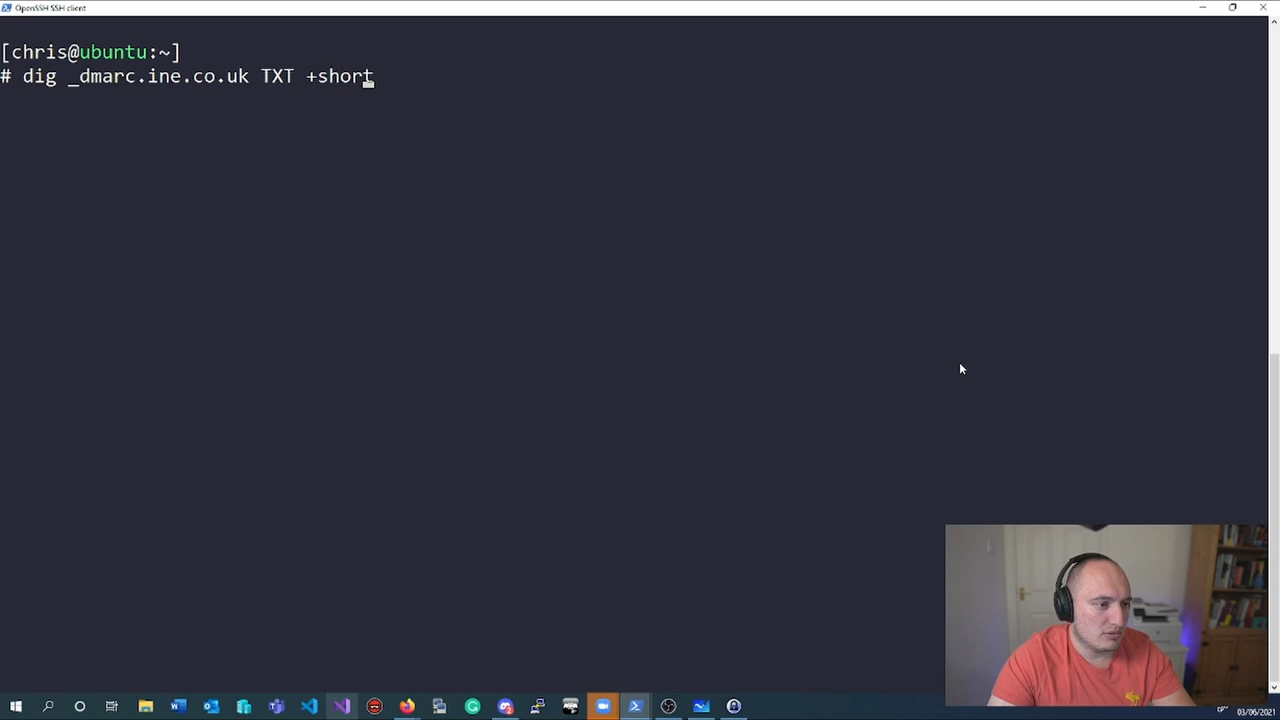 OpenSSH SSH client
[chris@ubuntu:~]
# dig _dmarc.ine.co.uk TXT +short
03/06/2021